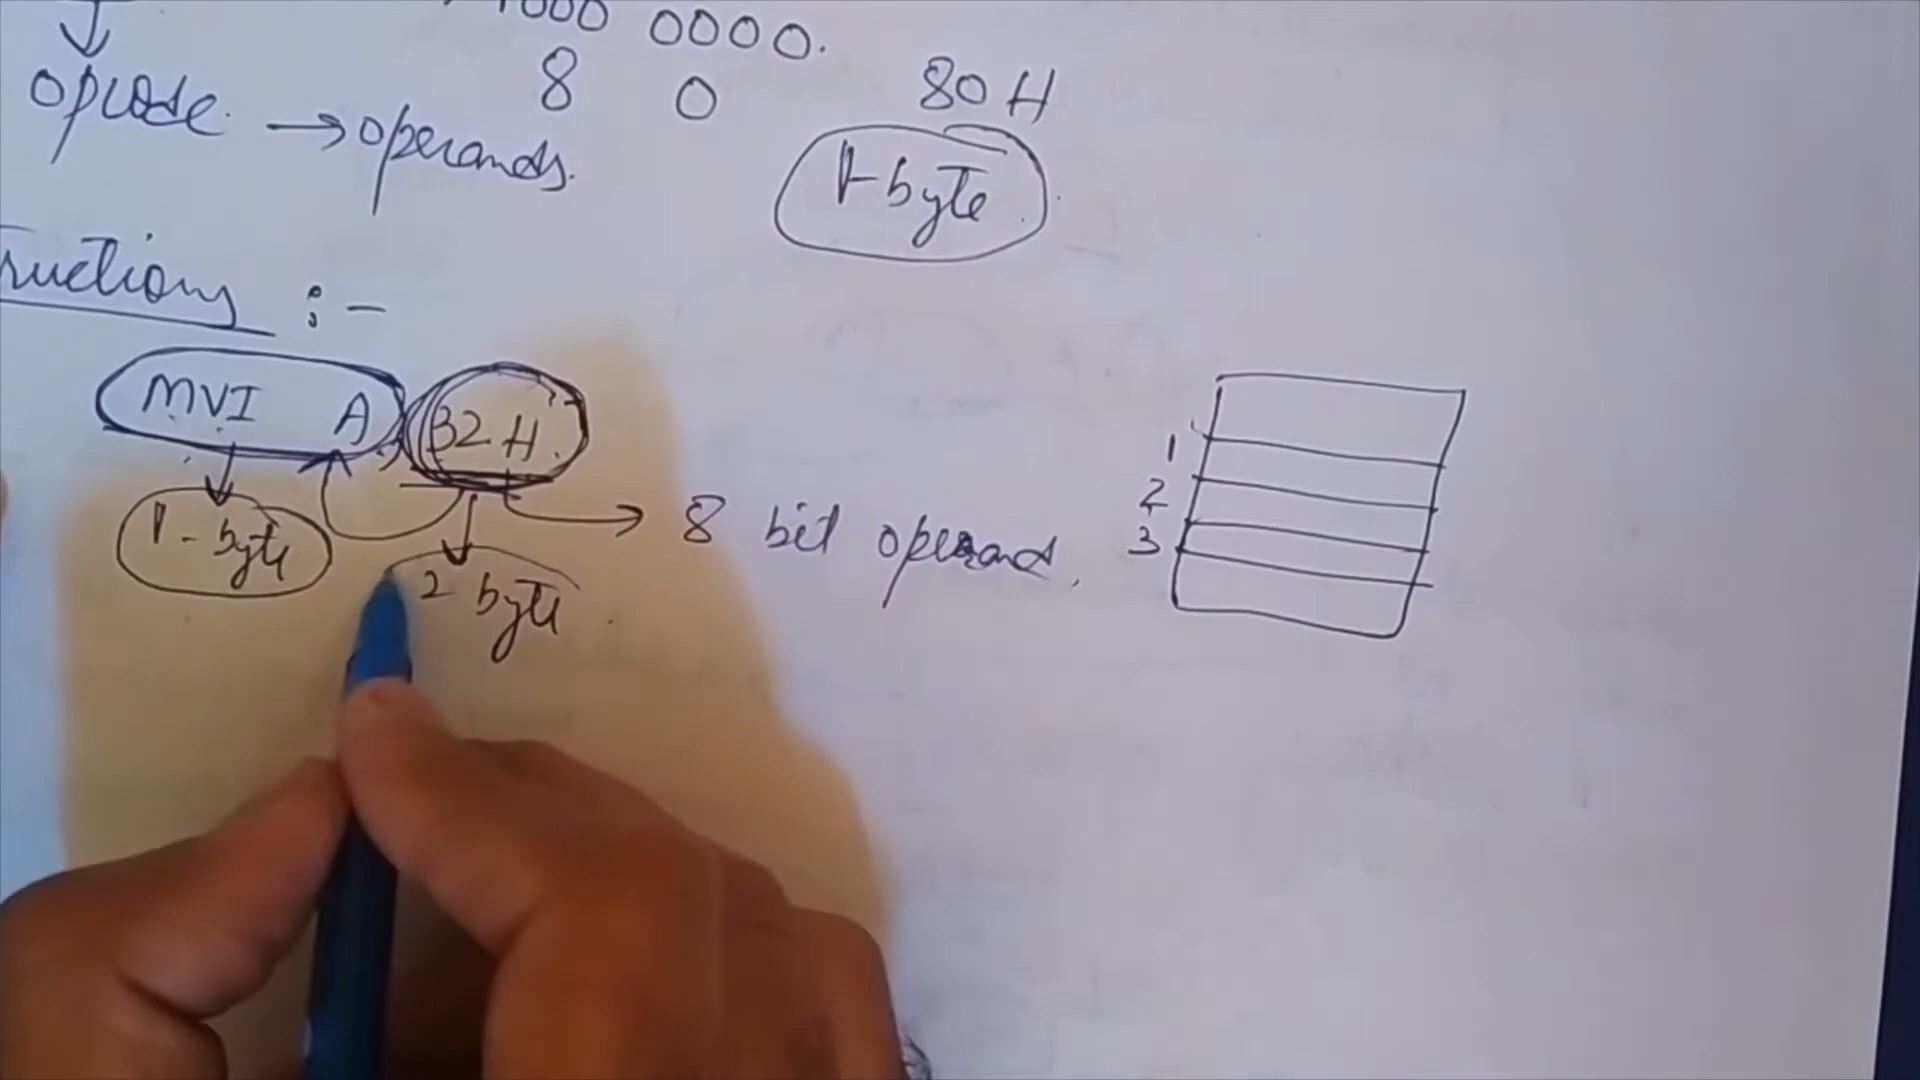 1000 0000.
8 0 80 H
opcode. → operands.
1-byte
ructions :-
MVI A, 32 H.
1 - byte
2 byte
8 bit operand.
1
2
3